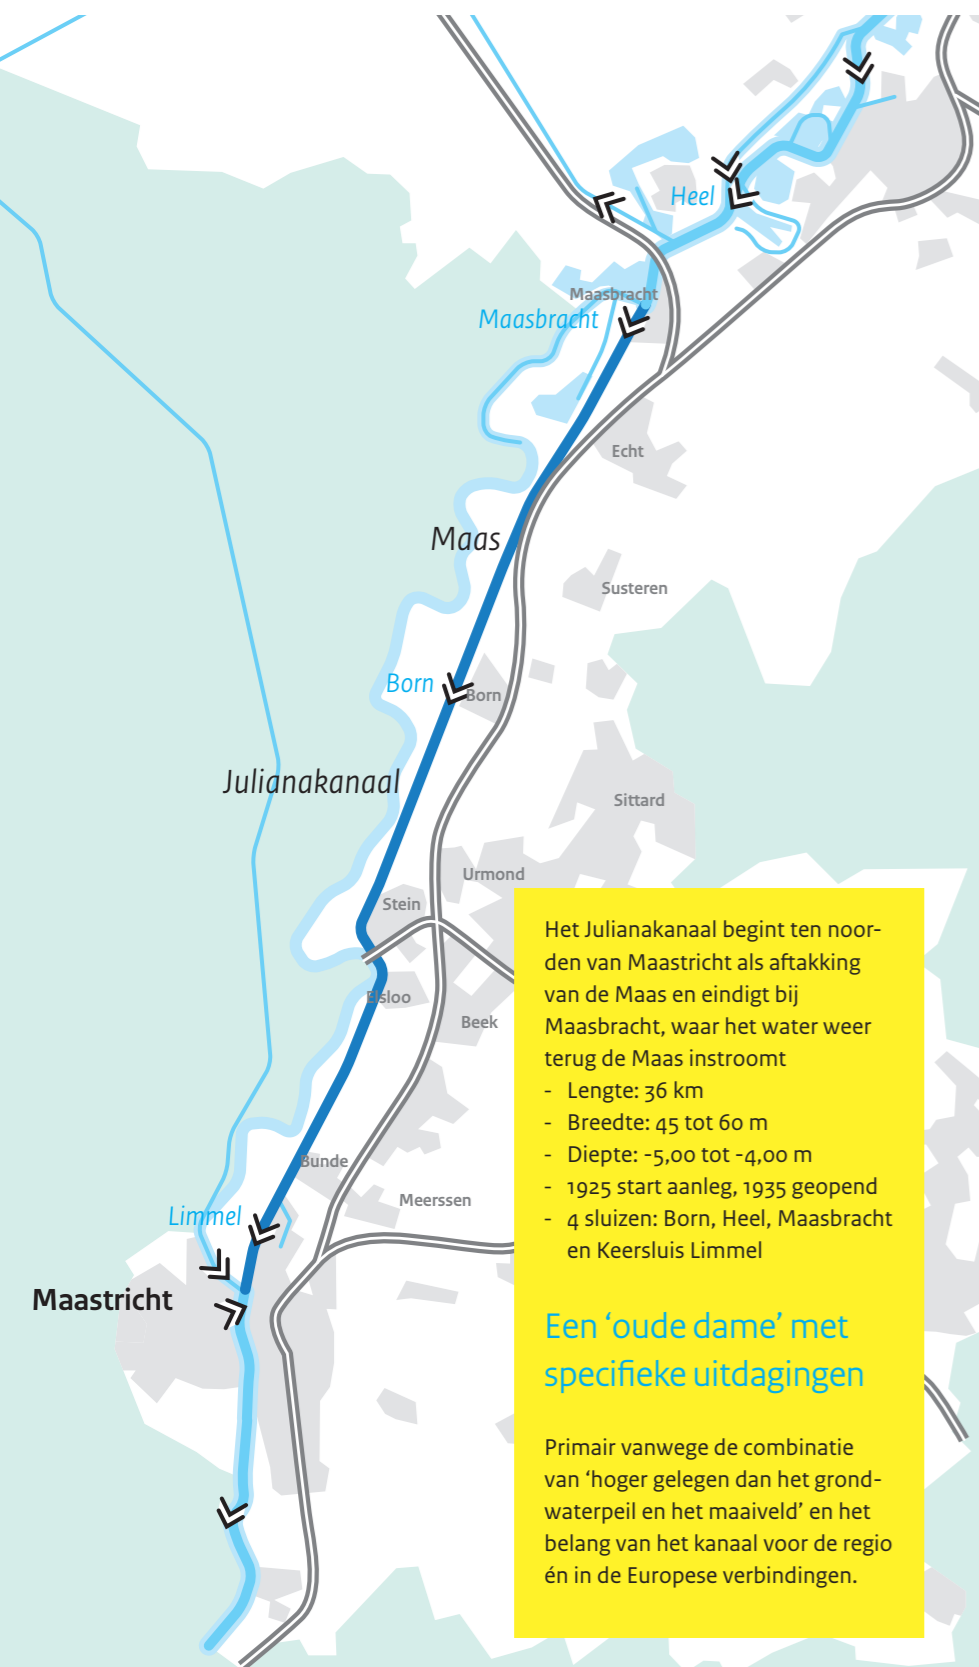 Heel
Maasbracht
Maasbracht
Echt
Maas
Susteren
Born
Born
Julianakanaal
Sittard
Urmond
Stein
Elsloo
Beek
Bunde
Meerssen
Limmel
Maastricht
Het Julianakanaal begint ten noor-
den van Maastricht als aftakking
van de Maas en eindigt bij
Maasbracht, waar het water weer
terug de Maas instroomt
- Lengte: 36 km
- Breedte: 45 tot 60 m
- Diepte: -5,00 tot -4,00 m
- 1925 start aanleg, 1935 geopend
- 4 sluizen: Born, Heel, Maasbracht
en Keersluis Limmel
Een ‘oude dame’ met
specifieke uitdagingen
Primair vanwege de combinatie
van ‘hoger gelegen dan het grond-
waterpeil en het maaiveld’ en het
belang van het kanaal voor de regio
én in de Europese verbindingen.